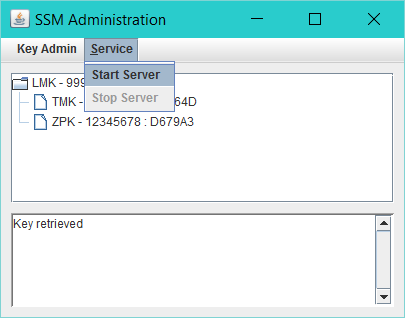 SSM Administration
Key Admin Service
Start Server
Stop Server
LMK - 999
TMK - 64D
ZPK - 12345678 : D679A3
Key retrieved